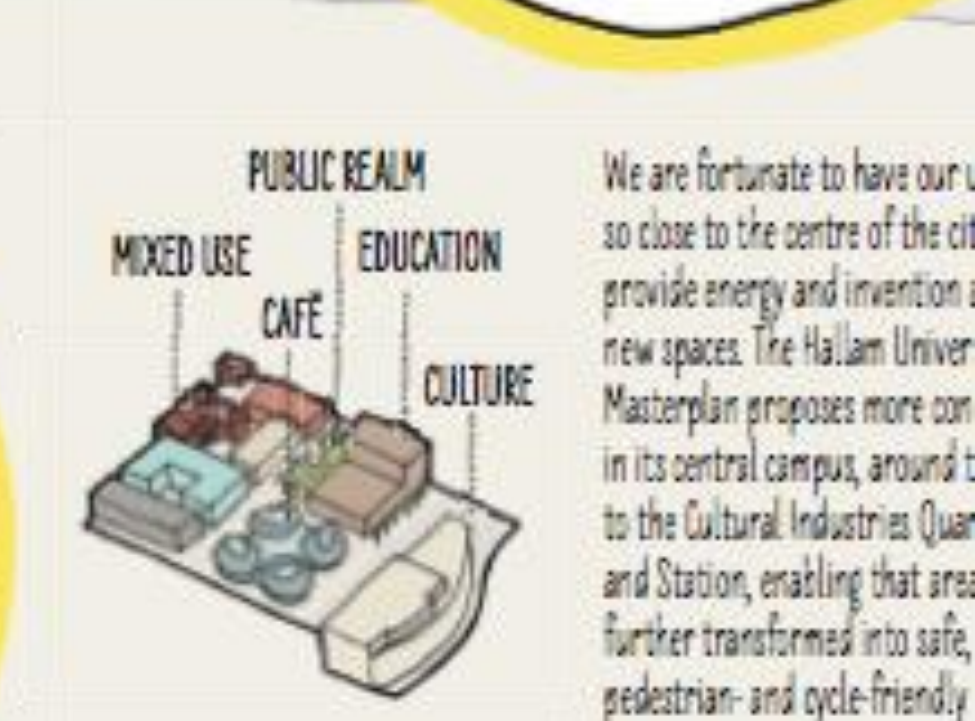 PUBLIC REALM
MIXED USE
EDUCATION
CAFÉ
CULTURE
We are fortunate to have our u
so close to the centre of the cit
provide energy and invention a
new spaces. The Hallam Univer
Masterplan proposes more con
in its central campus, around t
to the Cultural Industries Quar
and Station, enabling that area
further transformed into safe,
pedestrian- and cycle-friendly